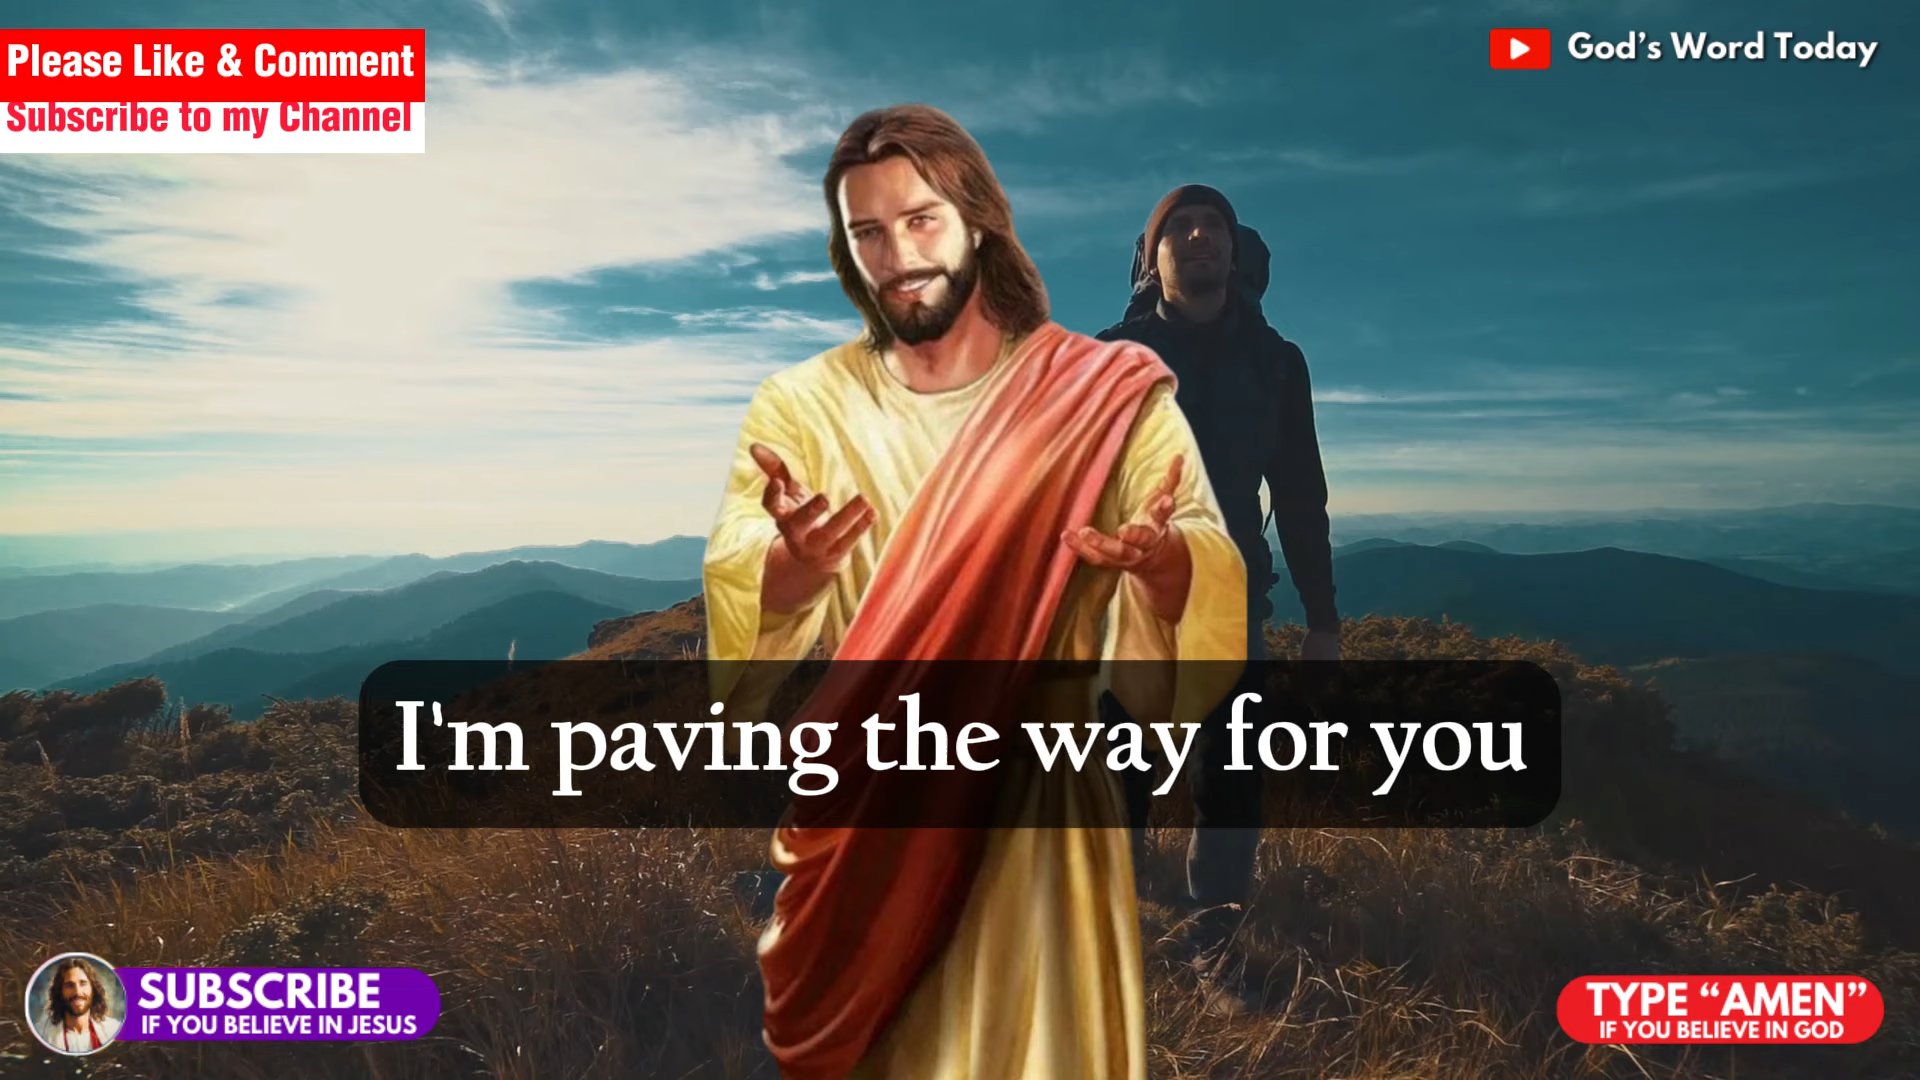 Please Like & Comment
Subscribe to my Channel
God's Word Today
I'm paving the way for you
SUBSCRIBE
IF YOU BELIEVE IN JESUS
TYPE “AMEN”
IF YOU BELIEVE IN GOD